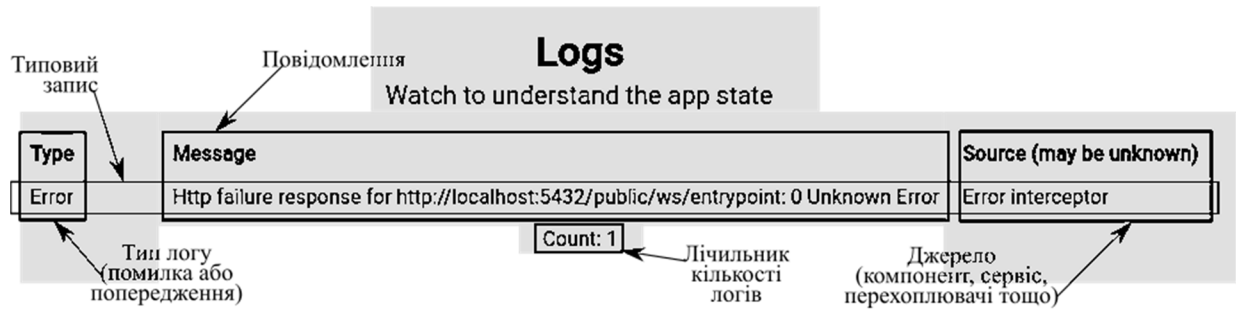 Logs
Watch to understand the app state
Типовий
запис
Повідомлення
Type Message Source (may be unknown)
Error Http failure response for http://localhost:5432/public/ws/entrypoint: 0 Unknown Error Error interceptor
Count: 1
Тип логу
(помилка або
попередження)
Лічильник
кількості
логів
Джерело
(компонент, сервіс,
перехоплювачі тощо)